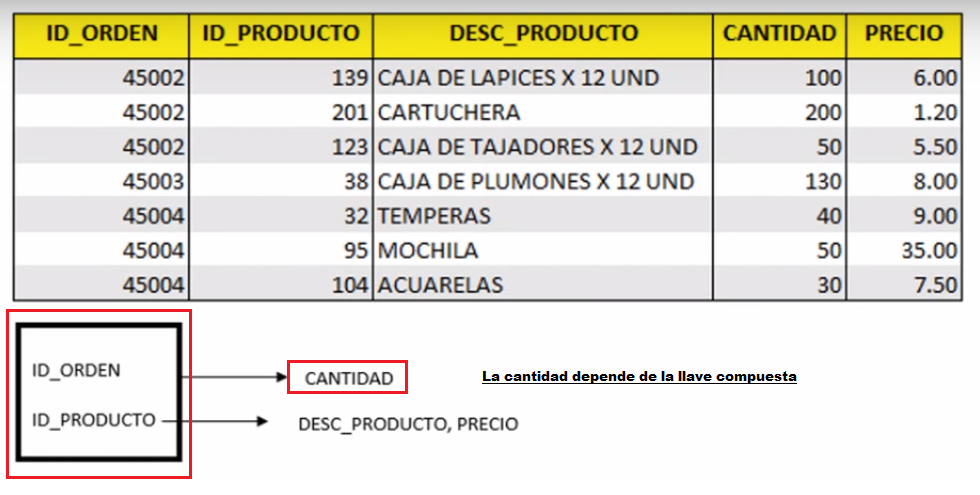 ID_ORDEN ID_PRODUCTO DESC_PRODUCTO CANTIDAD PRECIO
45002 139 CAJA DE LAPICES X 12 UND 100 6.00
45002 201 CARTUCHERA 200 1.20
45002 123 CAJA DE TAJADORES X 12 UND 50 5.50
45003 38 CAJA DE PLUMONES X 12 UND 130 8.00
45004 32 TEMPERAS 40 9.00
45004 95 MOCHILA 50 35.00
45004 104 ACUARELAS 30 7.50
ID_ORDEN CANTIDAD La cantidad depende de la llave compuesta
ID_PRODUCTO DESC_PRODUCTO, PRECIO